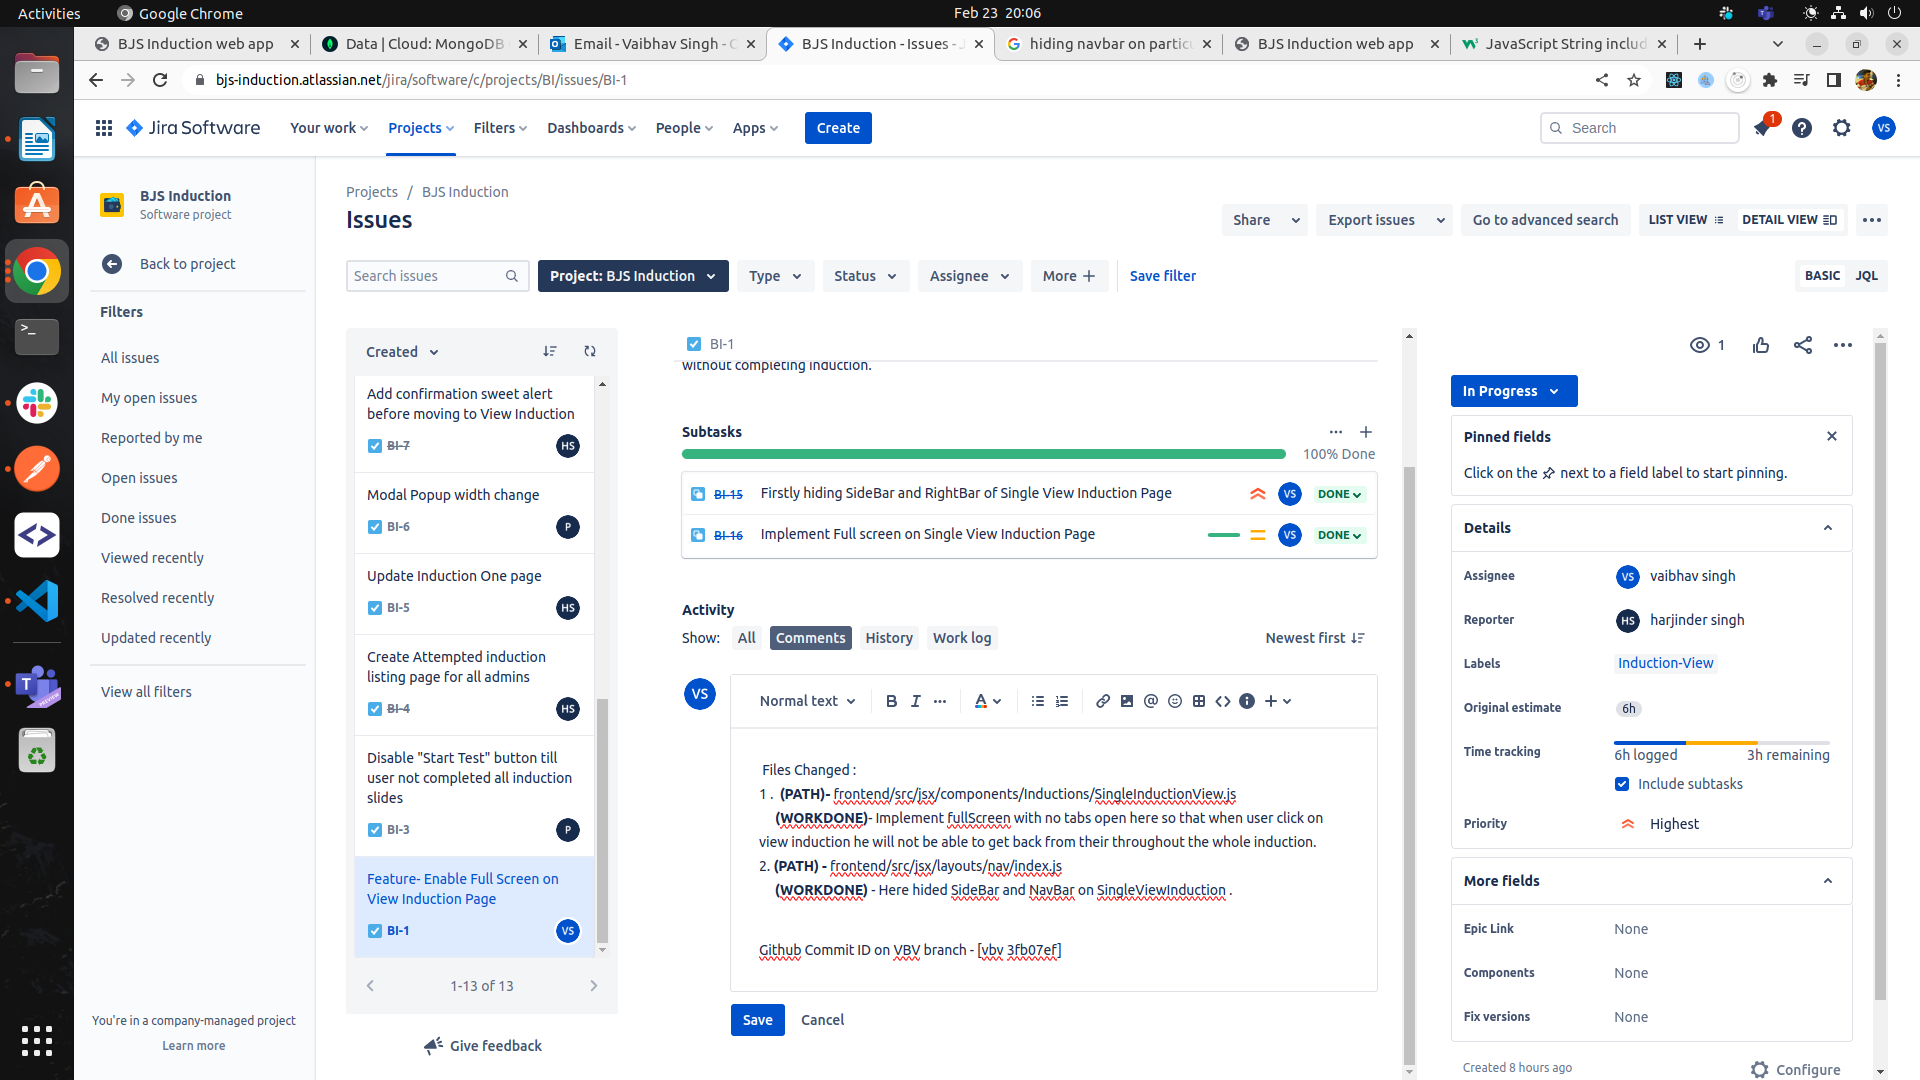 Activities
Google Chrome
Feb 23 20:06
BJS Induction web app
Data | Cloud: MongoDB
Email - Vaibhav Singh - O
BJS Induction - Issues - J
hiding navbar on particu
BJS Induction web app
JavaScript String includ
bjs-induction.atlassian.net/jira/software/c/projects/BI/issues/BI-1
Jira Software
Your work
Projects
Filters
Dashboards
People
Apps
Create
Search
1
VS
BJS Induction
Software project
Back to project
Filters
All issues
My open issues
Reported by me
Open issues
Done issues
Viewed recently
Resolved recently
Updated recently
View all filters
You're in a company-managed project
Learn more
Projects / BJS Induction
Issues
Share
Export issues
Go to advanced search
LIST VIEW
DETAIL VIEW
Search issues
Project: BJS Induction
Type
Status
Assignee
More
Save filter
BASIC
JQL
Created
Add confirmation sweet alert
before moving to View Induction
BI-7
HS
Modal Popup width change
BI-6
P
Update Induction One page
BI-5
HS
Create Attempted induction
listing page for all admins
BI-4
HS
Disable "Start Test" button till
user not completed all induction
slides
BI-3
P
Feature- Enable Full Screen on
View Induction Page
BI-1
VS
1-13 of 13
Give feedback
BI-1
without completing induction.
Subtasks
100% Done
BI-15 Firstly hiding SideBar and RightBar of Single View Induction Page VS DONE
BI-16 Implement Full screen on Single View Induction Page VS DONE
Activity
Show: All Comments History Work log
Newest first
VS
Normal text
Files Changed :
1 . (PATH)- frontend/src/jsx/components/Inductions/SingleInductionView.js
(WORKDONE)- Implement fullScreen with no tabs open here so that when user click on
view induction he will not be able to get back from their throughout the whole induction.
2. (PATH) - frontend/src/jsx/layouts/nav/index.js
(WORKDONE) - Here hided SideBar and NavBar on SingleViewInduction .
Github Commit ID on VBV branch - [vbv 3fb07ef]
Save
Cancel
1
In Progress
Pinned fields
Click on the next to a field label to start pinning.
Details
Assignee
VS vaibhav singh
Reporter
HS harjinder singh
Labels
Induction-View
Original estimate
6h
Time tracking
6h logged
3h remaining
Include subtasks
Priority
Highest
More fields
Epic Link
None
Components
None
Fix versions
None
Created 8 hours ago
Configure